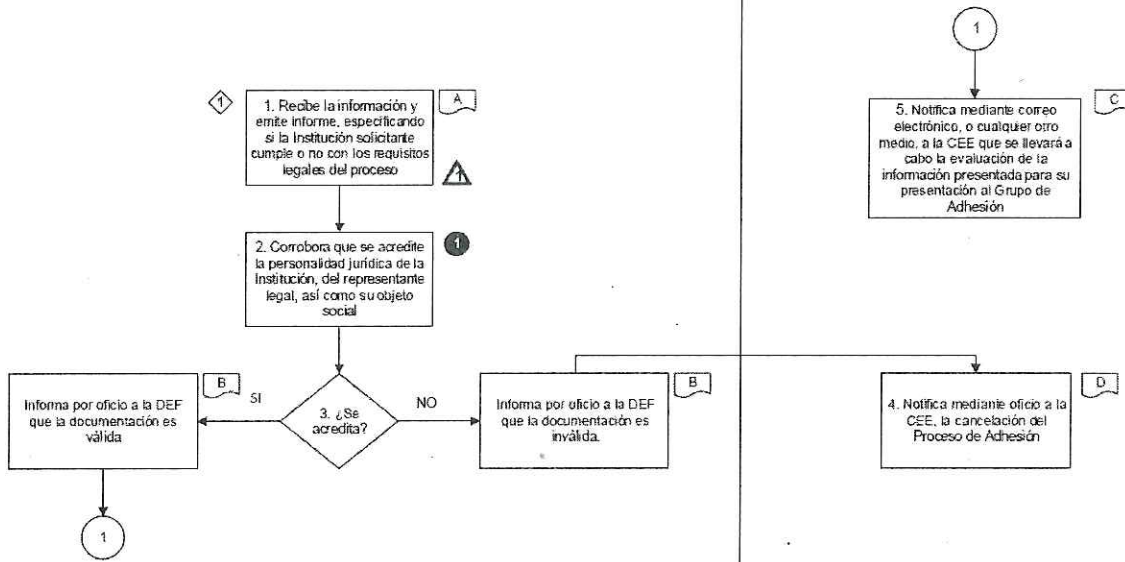 1
1. Recibe la información y
emite informe, especificando
si la Institución solicitante
cumple o no con los requisitos
legales del proceso
A
1
2. Corrobora que se acredite
la personalidad jurídica de la
Institución, del representante
legal, así como su objeto
social
1
3. ¿Se
acredita?
SI
NO
Informa por oficio a la DEF
que la documentación es
válida
B
1
Informa por oficio a la DEF
que la documentación es
inválida.
B
1
5. Notifica mediante correo
electrónico, o cualquier otro
medio, a la CEE que se llevará a
cabo la evaluación de la
información presentada para su
presentación al Grupo de
Adhesión
C
4. Notifica mediante oficio a la
CEE, la cancelación del
Proceso de Adhesión
D